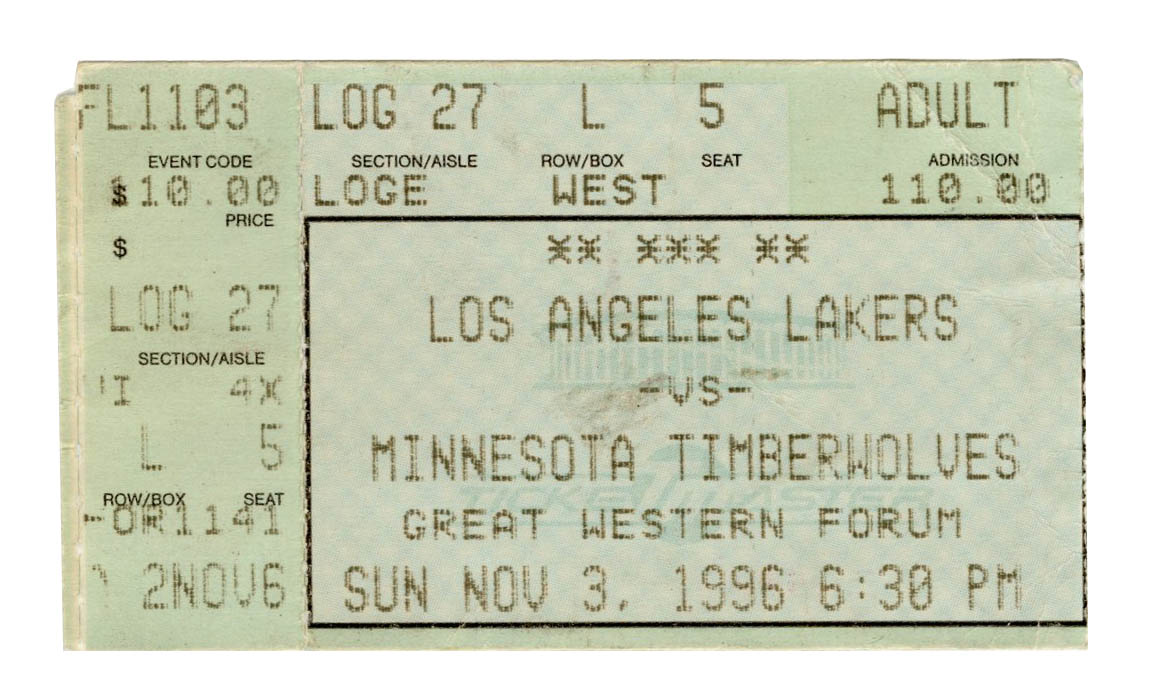 FL1103 LOG 27 L 5 ADULT
EVENT CODE SECTION/AISLE ROW/BOX SEAT ADMISSION
$110.00 LOGE WEST 110.00
PRICE
$
** *** **
LOG 27 LOS ANGELES LAKERS
SECTION/AISLE
4X -VS-
L 5 MINNESOTA TIMBERWOLVES
TICKETMASTER
ROW/BOX SEAT
OR1141 GREAT WESTERN FORUM
2NOV6 SUN NOV 3, 1996 6:30 PM